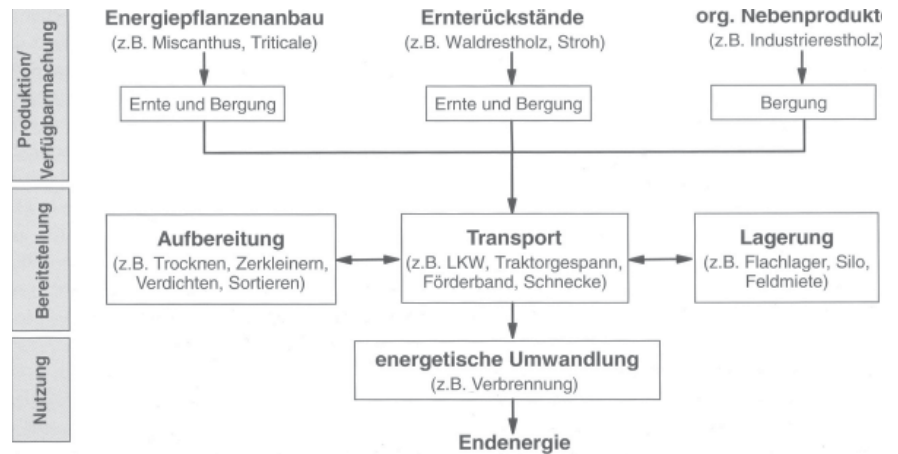 Produktion/
Verfügbarmachung
Energiepflanzenanbau
(z.B. Miscanthus, Triticale)
Ernterückstände
(z.B. Waldrestholz, Stroh)
org. Nebenprodukt
(z.B. Industrierestholz)
Ernte und Bergung
Ernte und Bergung
Bergung
Bereitstellung
Aufbereitung
(z.B. Trocknen, Zerkleinern,
Verdichten, Sortieren)
Transport
(z.B. LKW, Traktorgespann,
Förderband, Schnecke)
Lagerung
(z.B. Flachlager, Silo,
Feldmiete)
Nutzung
energetische Umwandlung
(z.B. Verbrennung)
Endenergie